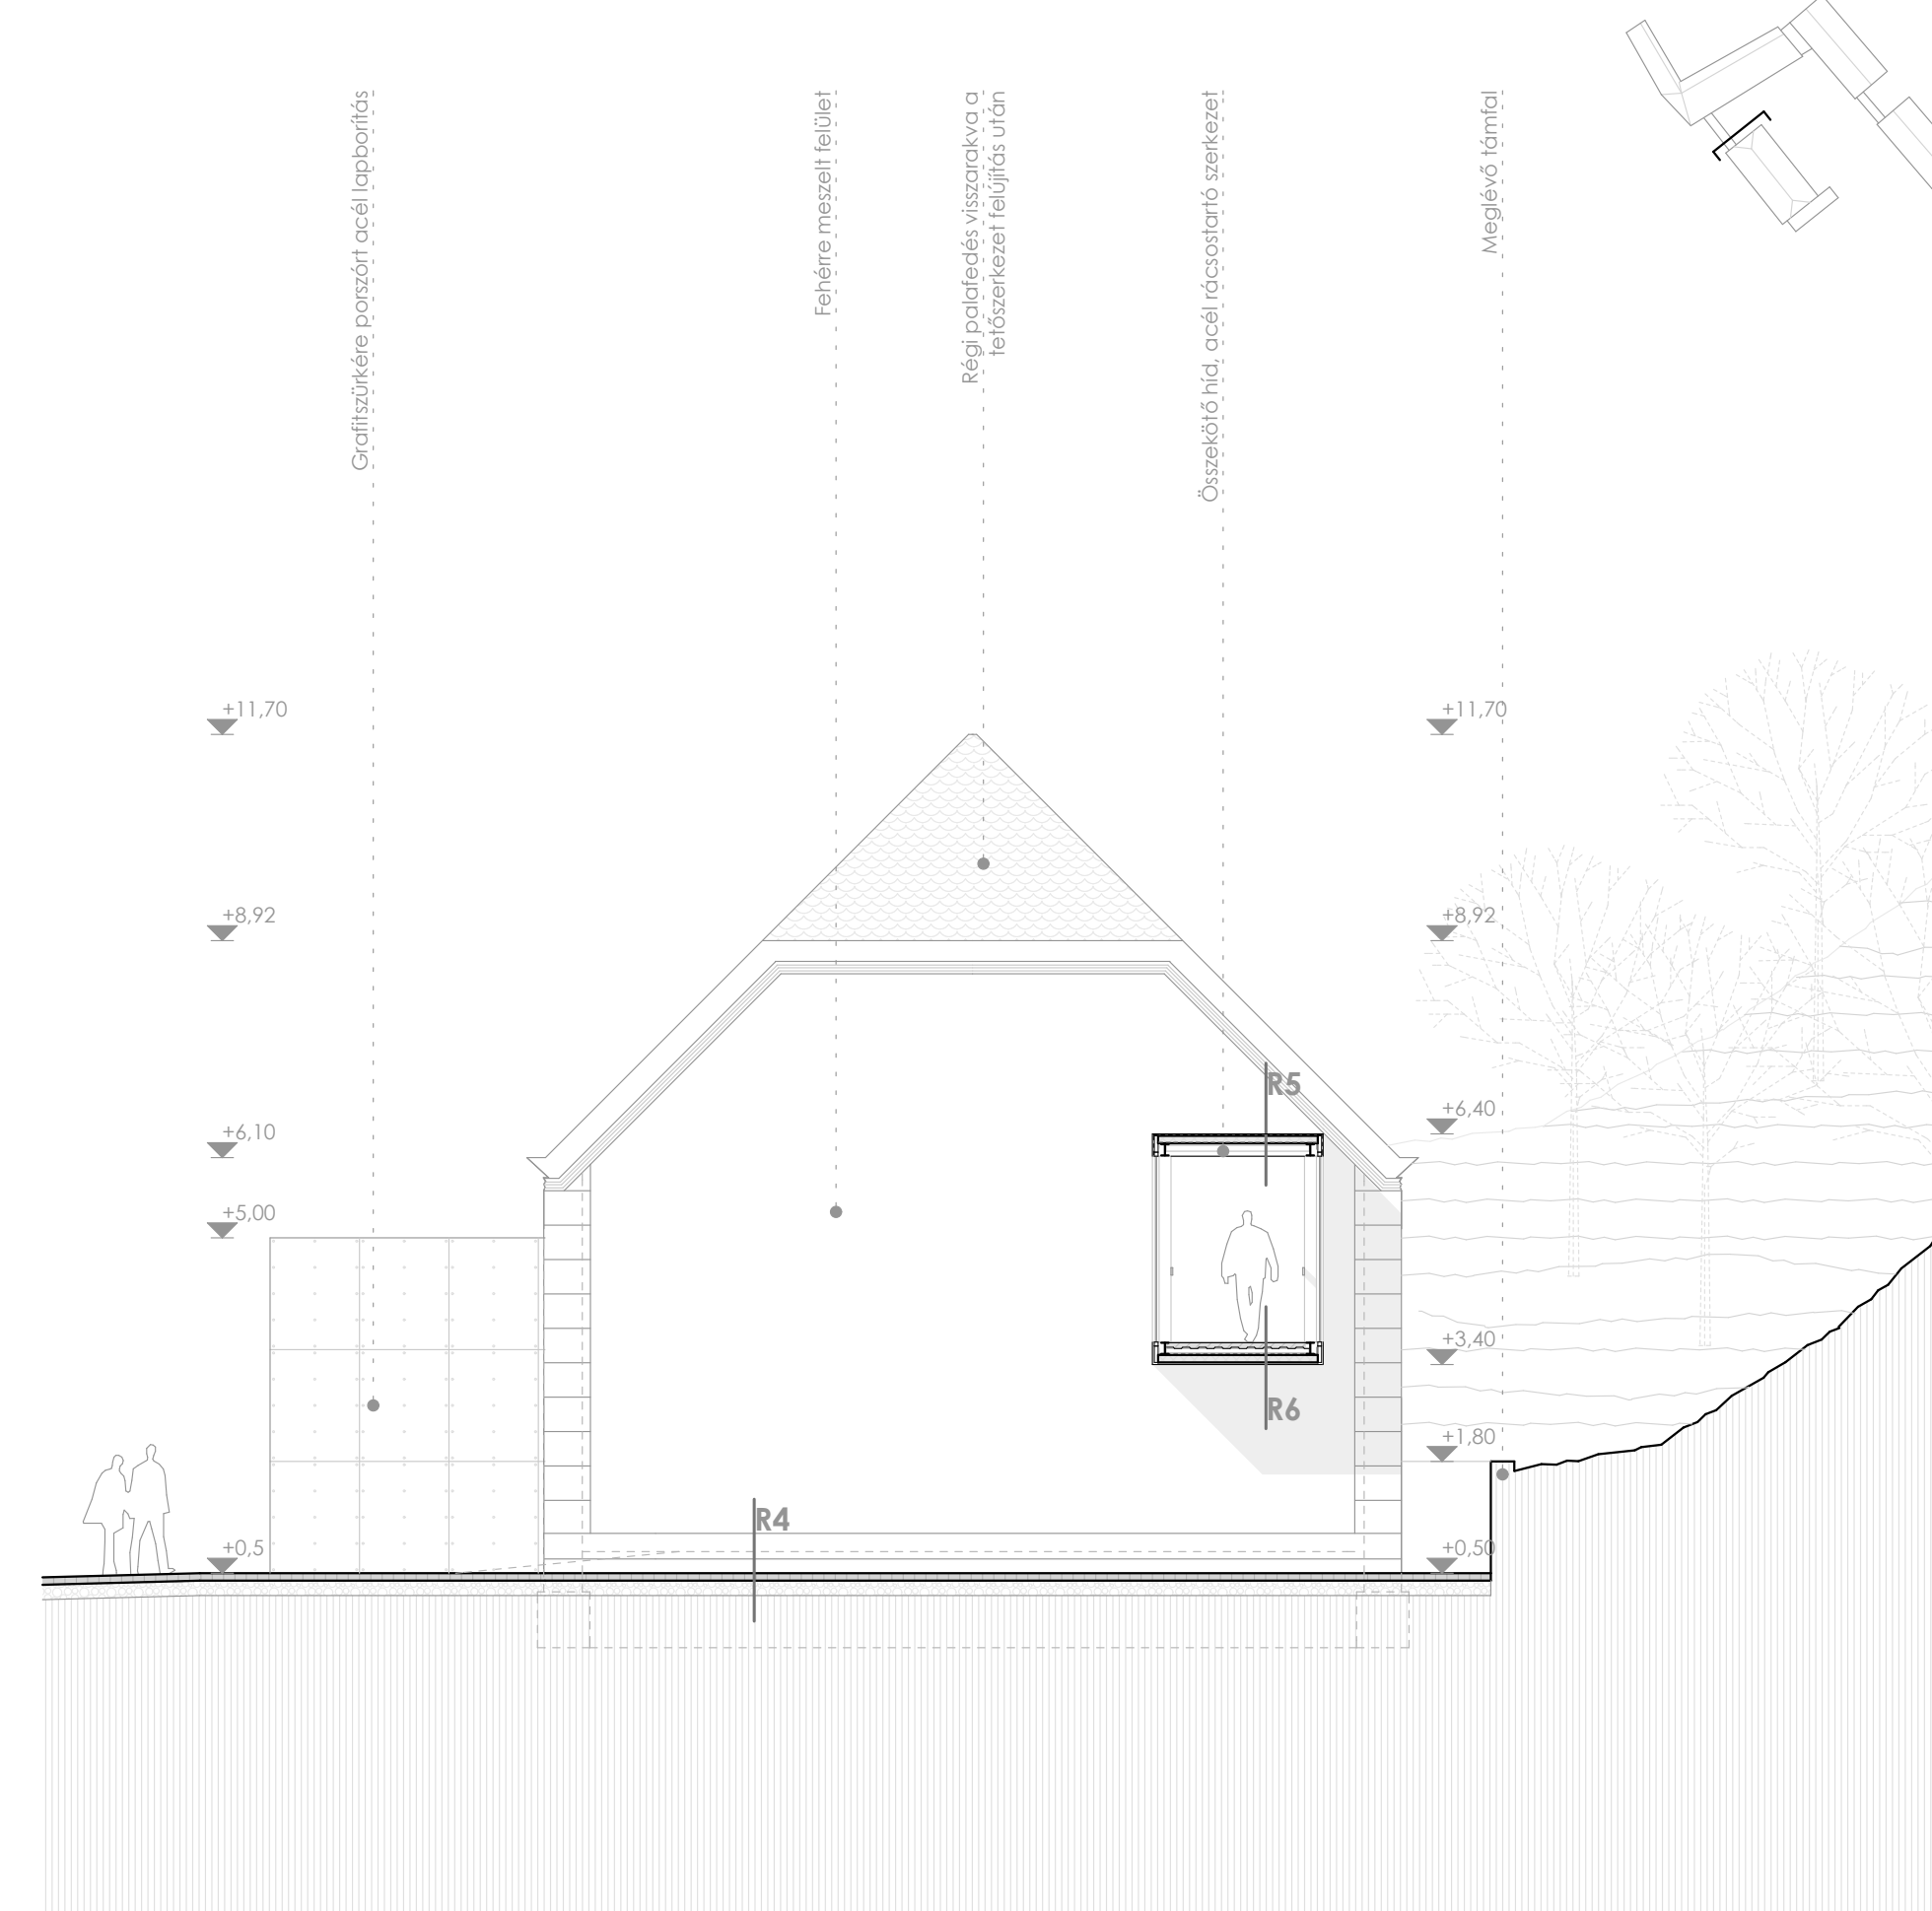 Grafitszürkére porszórt acél lapborítás
Fehérre meszelt felület
Régi palafedés visszarakva a
tetőszerkezet felújítás után
Összekötő híd, acél rácsostartó szerkezet
Meglévő támfal
+11,70
+11,70
+8,92
+8,92
+6,10
+6,40
+5,00
+3,40
+1,80
+0,5
+0,50
R5
R6
R4